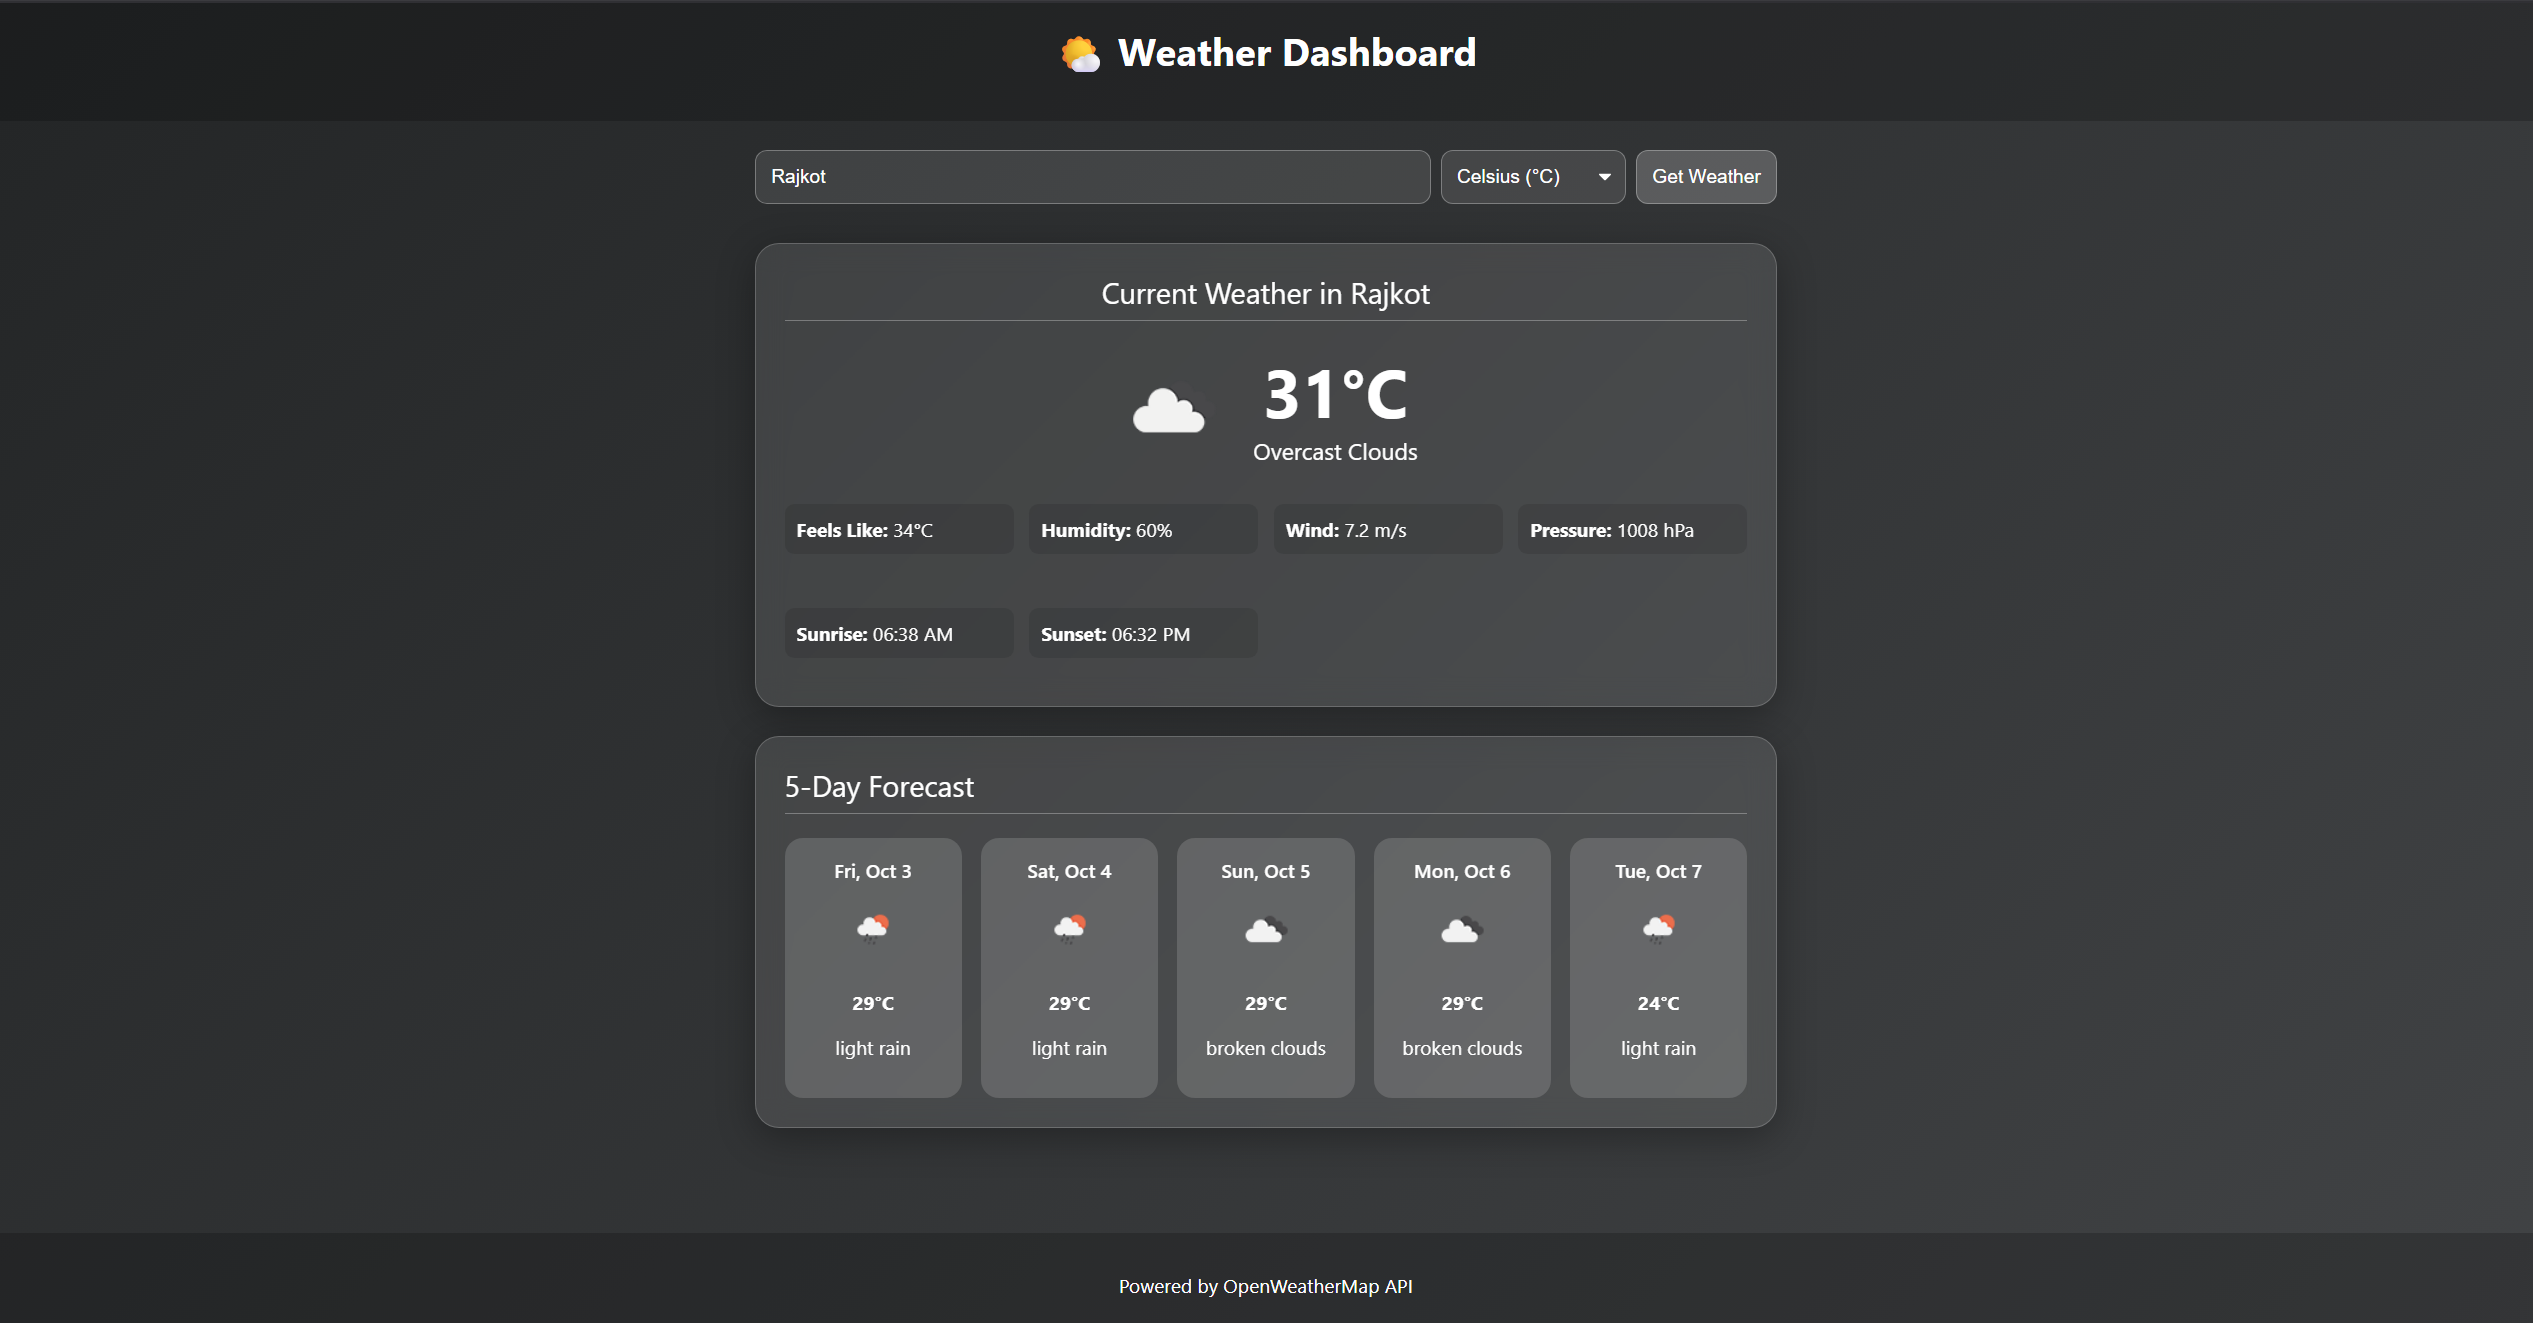 Weather Dashboard
Rajkot
Celsius (°C)
Get Weather
Current Weather in Rajkot
31°C
Overcast Clouds
Feels Like: 34°C
Humidity: 60%
Wind: 7.2 m/s
Pressure: 1008 hPa
Sunrise: 06:38 AM
Sunset: 06:32 PM
5-Day Forecast
Fri, Oct 3
29°C
light rain
Sat, Oct 4
29°C
light rain
Sun, Oct 5
29°C
broken clouds
Mon, Oct 6
29°C
broken clouds
Tue, Oct 7
24°C
light rain
Powered by OpenWeatherMap API